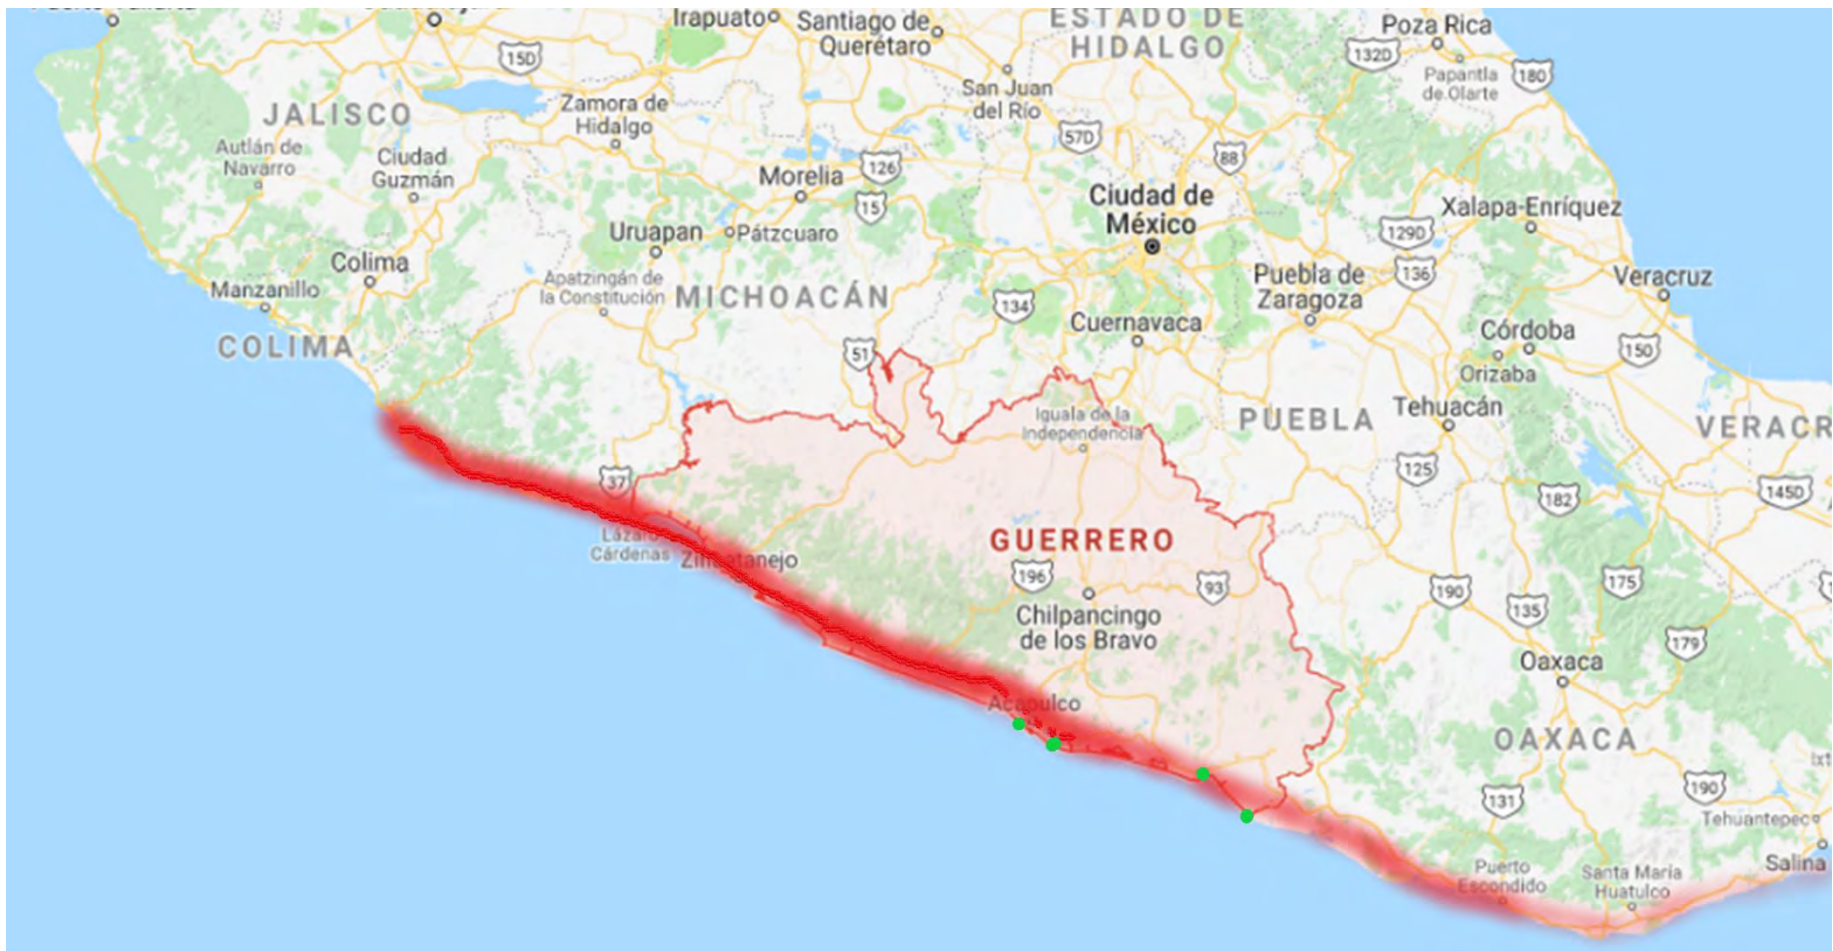 Irapuato
Santiago de
Querétaro
ESTADO DE
HIDALGO
Poza Rica
132D
180
Papantla
de Olarte
15D
San Juan
del Río
Zamora de
Hidalgo
JALISCO
57D
88
Autlán de
Navarro
Ciudad
Guzmán
126
Morelia
15
Ciudad de
México
Xalapa-Enríquez
Uruapan
Pátzcuaro
129D
Colima
136
Puebla de
Zaragoza
Veracruz
Manzanillo
Apatzingán de
la Constitución
MICHOACÁN
134
Cuernavaca
Córdoba
COLIMA
51
150
Orizaba
Iguala de la
Independencia
PUEBLA
Tehuacán
VERACR
125
37
182
145D
Lázaro
Cárdenas
Zihuatanejo
GUERRERO
196
93
190
135
175
Chilpancingo
de los Bravo
179
Oaxaca
Acapulco
OAXACA
131
190
Tehuantepec
Puerto
Escondido
Santa María
Huatulco
Salina